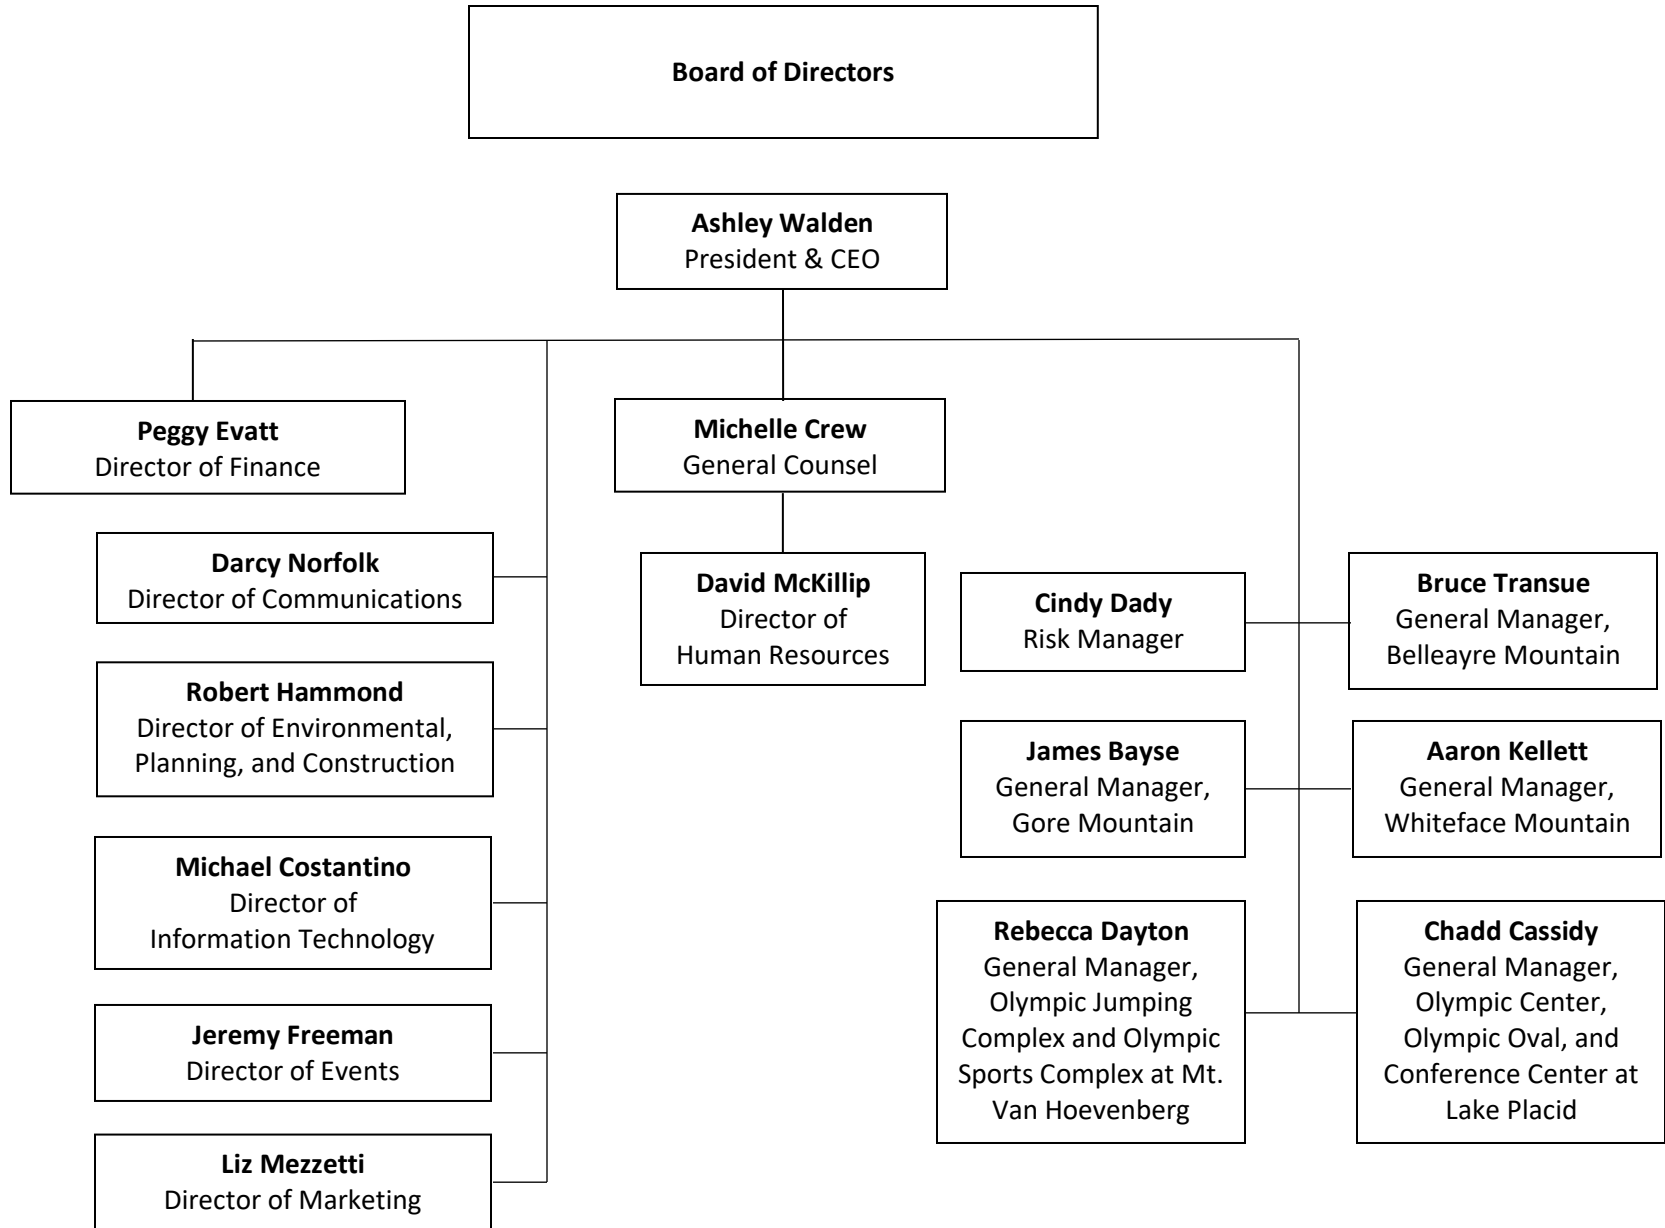 Board of Directors
Ashley Walden
President & CEO
Peggy Evatt
Director of Finance
Michelle Crew
General Counsel
Darcy Norfolk
Director of Communications
David McKillip
Director of
Human Resources
Cindy Dady
Risk Manager
Bruce Transue
General Manager,
Belleayre Mountain
Robert Hammond
Director of Environmental,
Planning, and Construction
James Bayse
General Manager,
Gore Mountain
Aaron Kellett
General Manager,
Whiteface Mountain
Michael Costantino
Director of
Information Technology
Rebecca Dayton
General Manager,
Olympic Jumping
Complex and Olympic
Sports Complex at Mt.
Van Hoevenberg
Chadd Cassidy
General Manager,
Olympic Center,
Olympic Oval, and
Conference Center at
Lake Placid
Jeremy Freeman
Director of Events
Liz Mezzetti
Director of Marketing